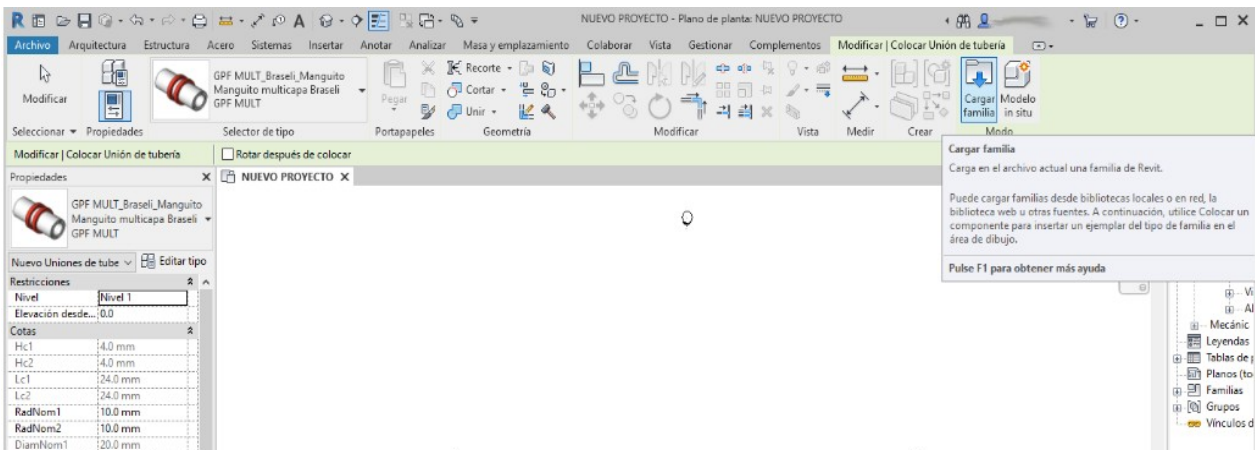 NUEVO PROYECTO - Plano de planta: NUEVO PROYECTO
Archivo Arquitectura Estructura Acero Sistemas Insertar Anotar Analizar Masa y emplazamiento Colaborar Vista Gestionar Complementos Modificar | Colocar Unión de tubería
Modificar
GPF MULT_Braseli_Manguito
Manguito multicapa Braseli
GPF MULT
Pegar
Recorte
Cortar
Unir
Cargar familia
Modelo in situ
Seleccionar Propiedades Selector de tipo Portapapeles Geometría Modificar Vista Medir Crear Modo
Modificar | Colocar Unión de tubería Rotar después de colocar
Propiedades X NUEVO PROYECTO X
GPF MULT_Braseli_Manguito
Manguito multicapa Braseli
GPF MULT
Nuevo Uniones de tube Editar tipo
Restricciones
Nivel Nivel 1
Elevación desde... 0.0
Cotas
Hc1 4.0 mm
Hc2 4.0 mm
Lc1 24.0 mm
Lc2 24.0 mm
RadNom1 10.0 mm
RadNom2 10.0 mm
DiamNom1 20.0 mm
Cargar familia
Carga en el archivo actual una familia de Revit.
Puede cargar familias desde bibliotecas locales o en red, la
biblioteca web u otras fuentes. A continuación, utilice Colocar un
componente para insertar un ejemplar del tipo de familia en el
área de dibujo.
Pulse F1 para obtener más ayuda
Vi
Al
Mecánic
Leyendas
Tablas de p
Planos (to
Familias
Grupos
Vínculos d